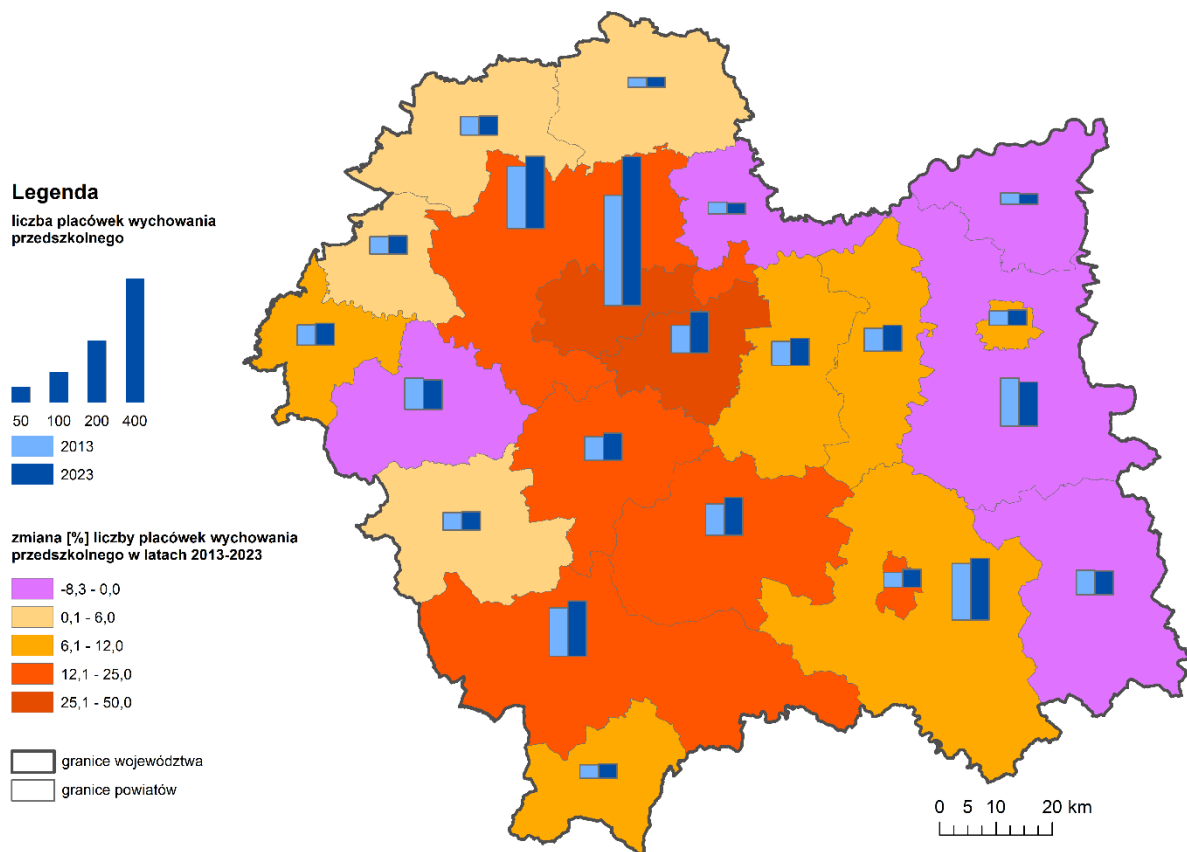 Legenda
liczba placówek wychowania
przedszkolnego
50 100 200 400
2013
2023
zmiana [%] liczby placówek wychowania
przedszkolnego w latach 2013-2023
-8,3 - 0,0
0,1 - 6,0
6,1 - 12,0
12,1 - 25,0
25,1 - 50,0
granice województwa
granice powiatów
0 5 10 20 km